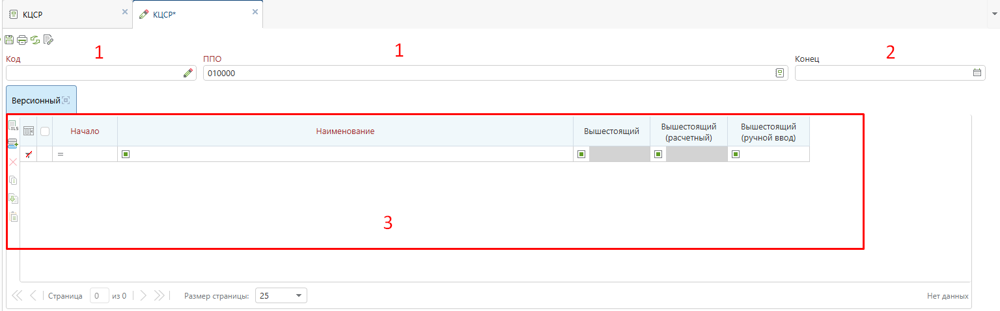 КЦСР
КЦСР*
1 1 2
Код ППО Конец
010000
Версионный
XLS
Начало Наименование Вышестоящий Вышестоящий (расчетный) Вышестоящий (ручной ввод)
=
3
Страница 0 из 0 Размер страницы: 25 Нет данных